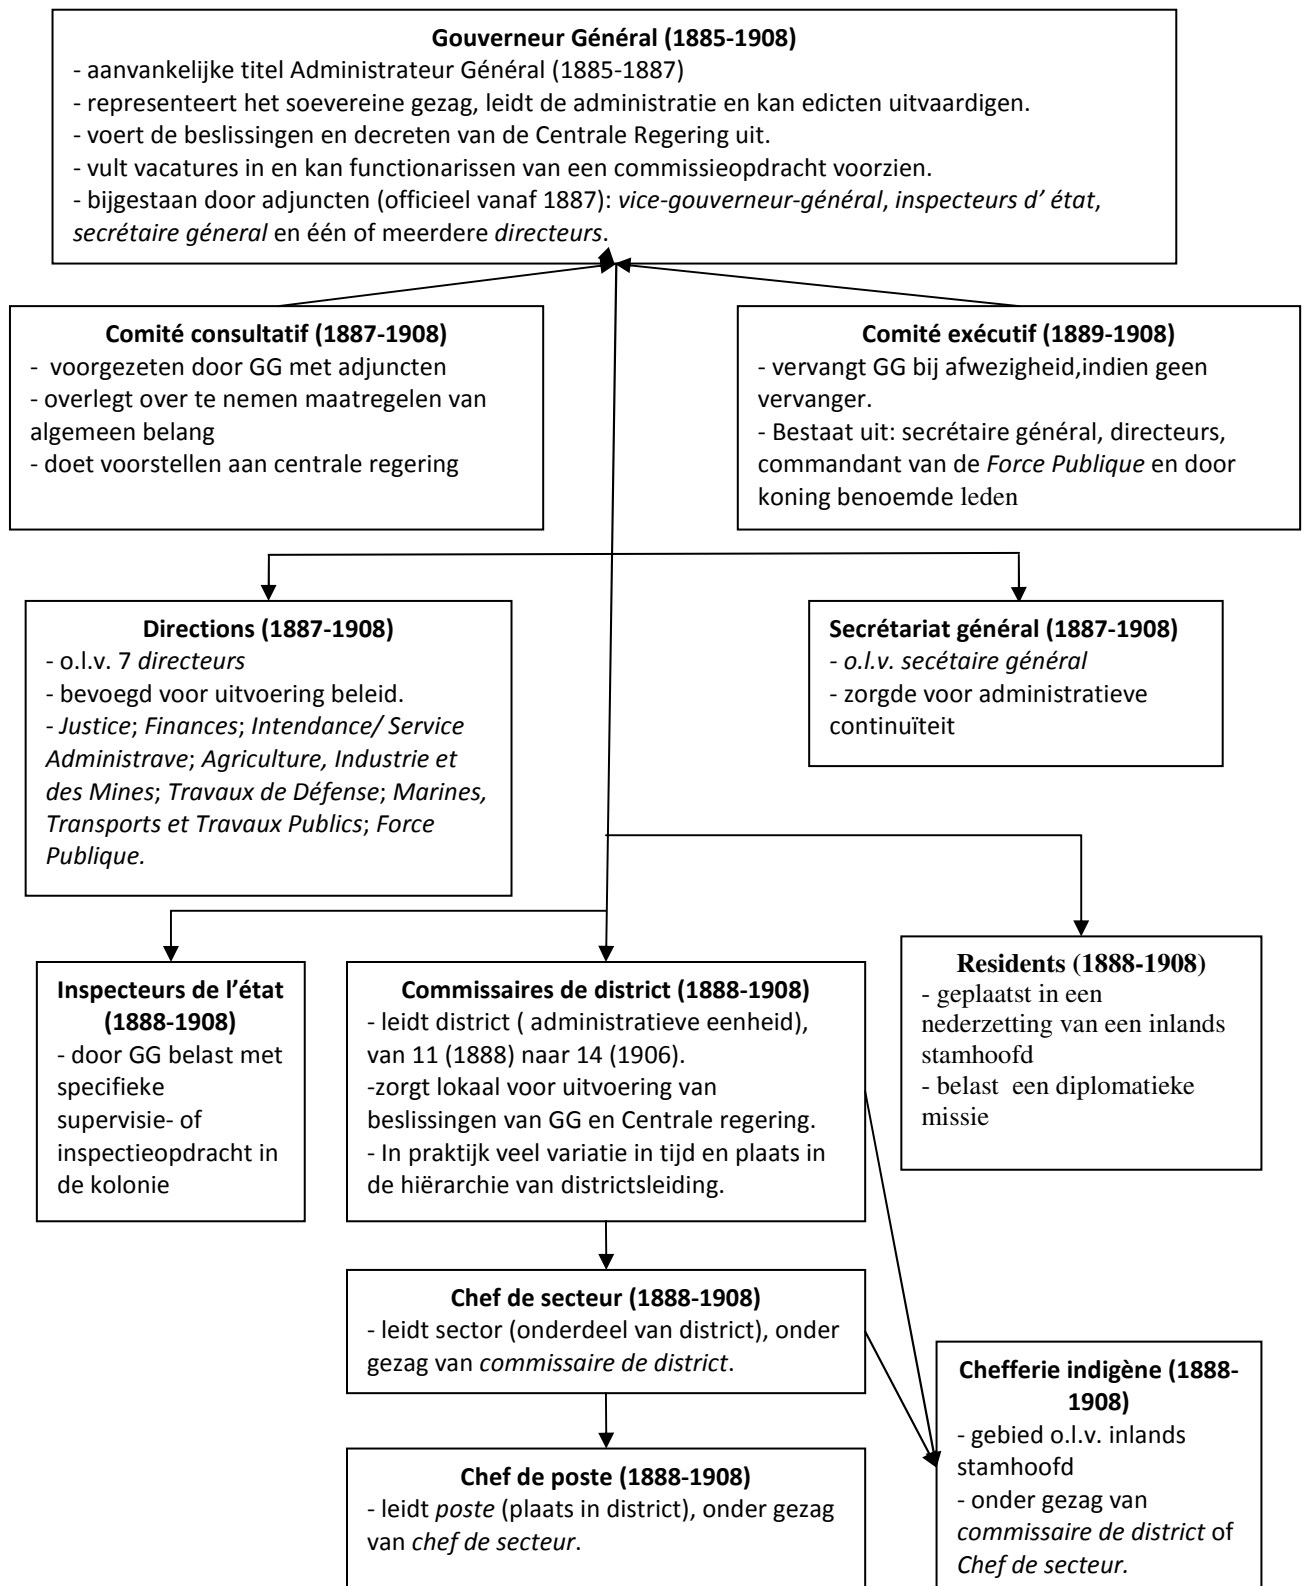 Gouverneur Général (1885-1908)
- aanvankelijke titel Administrateur Général (1885-1887)
- representeert het soevereine gezag, leidt de administratie en kan edicten uitvaardigen.
- voert de beslissingen en decreten van de Centrale Regering uit.
- vult vacatures in en kan functionarissen van een commissieopdracht voorzien.
- bijgestaan door adjuncten (officieel vanaf 1887): vice-gouverneur-général, inspecteurs d' état,
secrétaire géneral en één of meerdere directeurs.
Comité consultatif (1887-1908)
- voorgezeten door GG met adjuncten
- overlegt over te nemen maatregelen van
algemeen belang
- doet voorstellen aan centrale regering
Comité exécutif (1889-1908)
- vervangt GG bij afwezigheid,indien geen
vervanger.
- Bestaat uit: secrétaire général, directeurs,
commandant van de Force Publique en door
koning benoemde leden
Directions (1887-1908)
- o.l.v. 7 directeurs
- bevoegd voor uitvoering beleid.
- Justice; Finances; Intendance/ Service
Administrave; Agriculture, Industrie et
des Mines; Travaux de Défense; Marines,
Transports et Travaux Publics; Force
Publique.
Secrétariat général (1887-1908)
- o.l.v. secétaire général
- zorgde voor administratieve
continuïteit
Inspecteurs de l'état
(1888-1908)
- door GG belast met
specifieke
supervisie- of
inspectieopdracht in
de kolonie
Commissaires de district (1888-1908)
- leidt district ( administratieve eenheid),
van 11 (1888) naar 14 (1906).
-zorgt lokaal voor uitvoering van
beslissingen van GG en Centrale regering.
- In praktijk veel variatie in tijd en plaats in
de hiërarchie van districtsleiding.
Residents (1888-1908)
- geplaatst in een
nederzetting van een inlands
stamhoofd
- belast een diplomatieke
missie
Chef de secteur (1888-1908)
- leidt sector (onderdeel van district), onder
gezag van commissaire de district.
Chefferie indigène (1888-
1908)
- gebied o.l.v. inlands
stamhoofd
- onder gezag van
commissaire de district of
Chef de secteur.
Chef de poste (1888-1908)
- leidt poste (plaats in district), onder gezag
van chef de secteur.